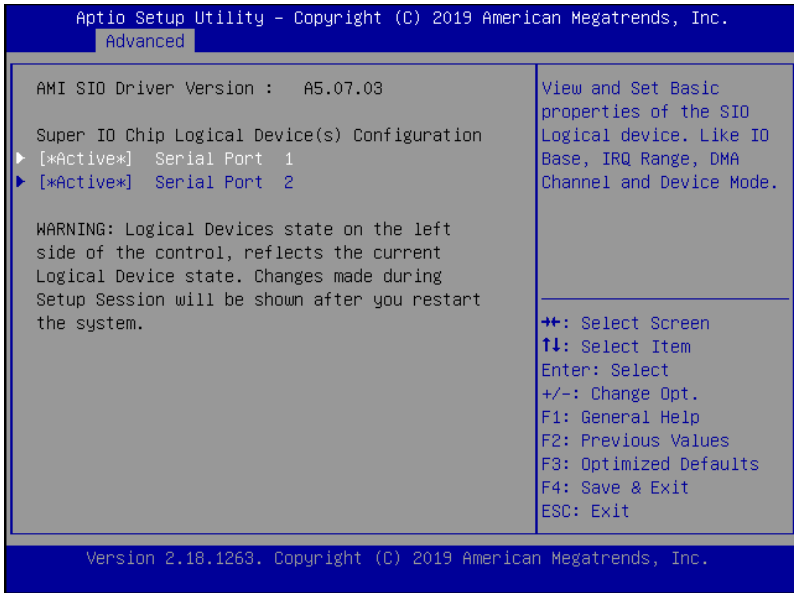 Aptio Setup Utility – Copyright (C) 2019 American Megatrends, Inc.
Advanced
AMI SIO Driver Version :   A5.07.03
Super IO Chip Logical Device(s) Configuration
[*Active*]  Serial Port  1
[*Active*]  Serial Port  2
WARNING: Logical Devices state on the left
side of the control, reflects the current
Logical Device state. Changes made during
Setup Session will be shown after you restart
the system.
View and Set Basic
properties of the SIO
Logical device. Like IO
Base, IRQ Range, DMA
Channel and Device Mode.
→←: Select Screen
↑↓: Select Item
Enter: Select
+/-: Change Opt.
F1: General Help
F2: Previous Values
F3: Optimized Defaults
F4: Save & Exit
ESC: Exit
Version 2.18.1263. Copyright (C) 2019 American Megatrends, Inc.